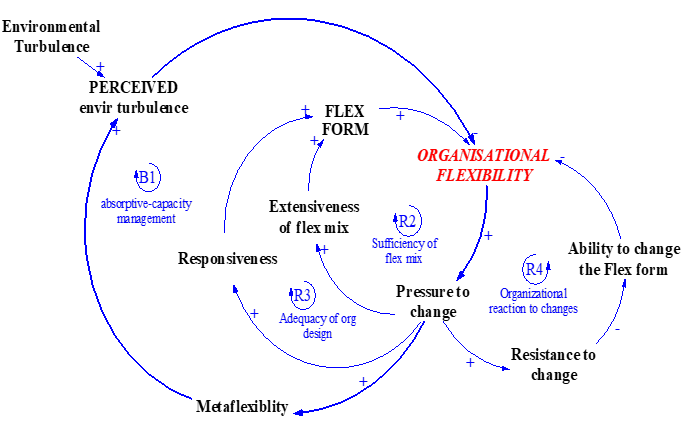 Environmental
Turbulence
+
PERCEIVED
envir turbulence
+
B1
absorptive-capacity
management
+
FLEX
FORM
+
+
-
ORGANISATIONAL
FLEXIBILITY
-
Extensiveness
of flex mix
R2
Sufficiency of
flex mix
+
Responsiveness
+
Ability to change
the Flex form
R4
Organizational
reaction to changes
R3
Adequacy of org
design
Pressure to
change
+
-
Resistance to
change
+
+
Metaflexiblity